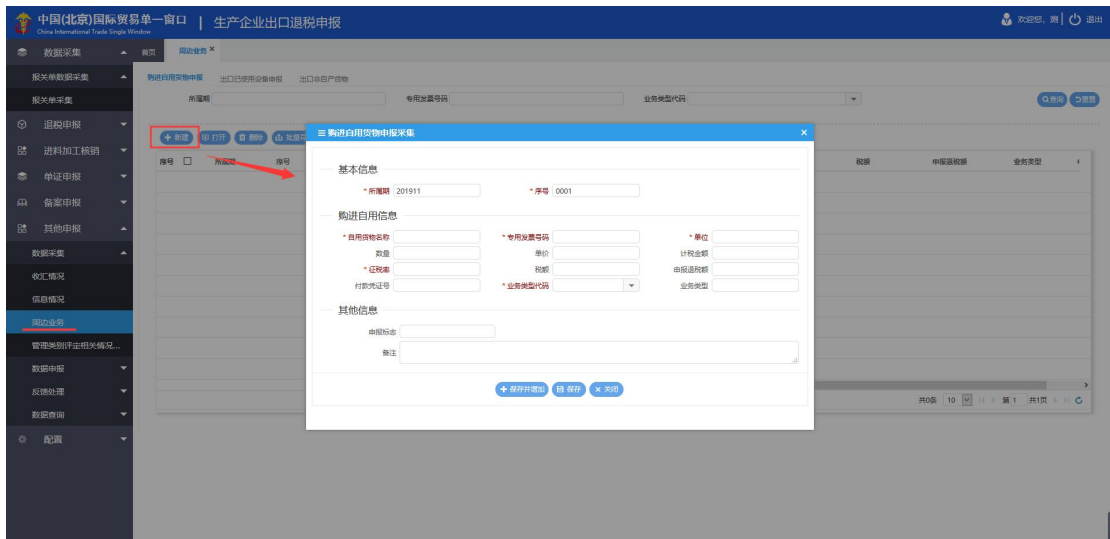 中国(北京)国际贸易单一窗口 | 生产企业出口退税申报
China International Trade Single Window
欢迎您, 测 | 退出
数据采集
首页 周边业务 ×
报关单数据采集
购进自用货物申报 出口已使用设备申报 出口非自产货物
报关单采集
所属期 专用发票号码 业务类型代码 查询 重置
退税申报
+ 新建 打开 删除
购进自用货物申报采集 ×
进料加工核销
序号 所属期 序号 税额 申报退税额 业务类型
单证申报
基本信息
* 所属期 201911 * 序号 0001
备案申报
购进自用信息
其他申报
* 自用货物名称 * 专用发票号码 * 单位
数据采集
数量 单价 计税金额
收汇情况
* 征税率 税额 申报退税额
付款凭证号 * 业务类型代码 业务类型
信息情况
其他信息
周边业务
申报标志
管理类别评定相关情况...
备注
数据申报
+ 保存并增加 保存 × 关闭
反馈处理
共0条 10 第 1 共1页
数据查询
配置